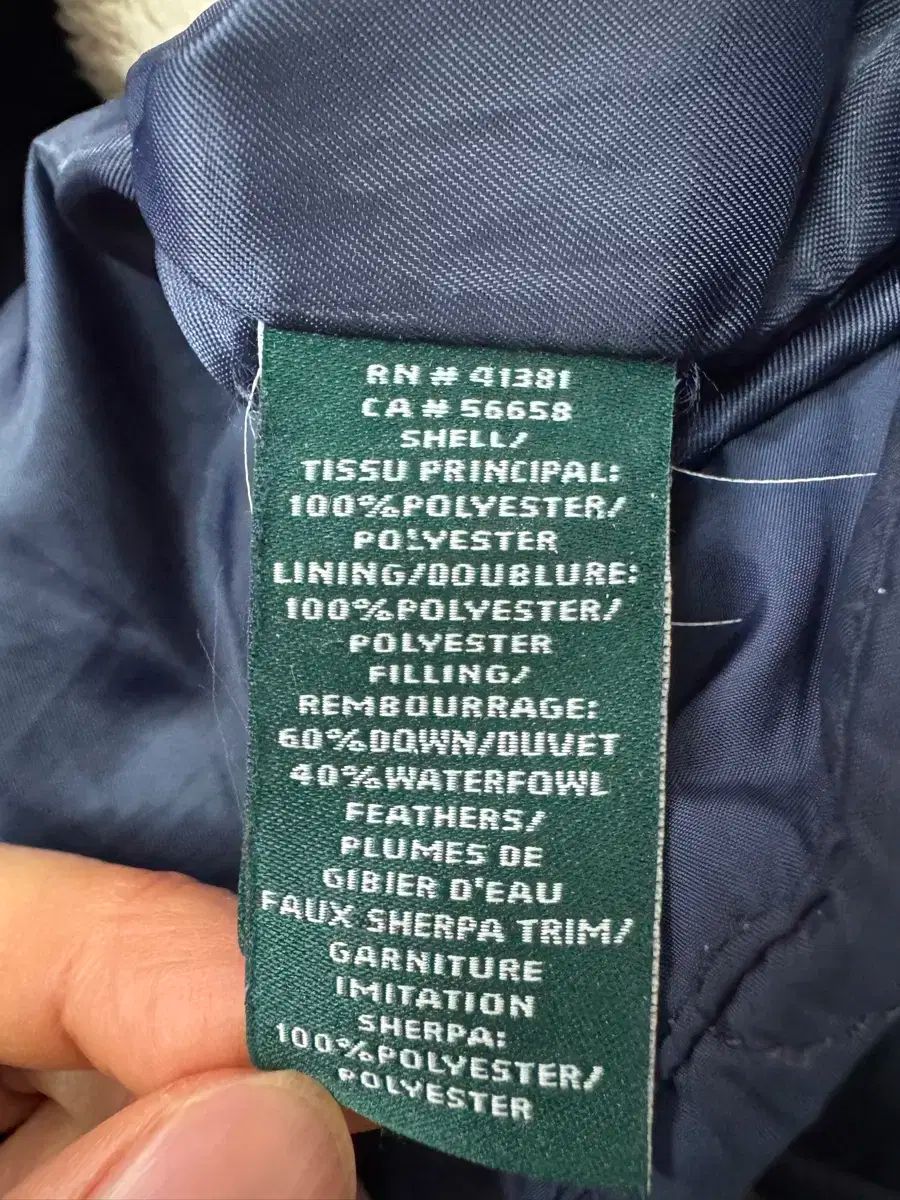 RN # 41381
CA # 56658
SHELL/
TISSU PRINCIPAL:
100%POLYESTER/
POLYESTER
LINING/DOUBLURE:
100%POLYESTER/
POLYESTER
FILLING/
REMBOURRAGE:
60%DOWN/DUVET
40%WATERFOWL
FEATHERS/
PLUMES DE
GIBIER D'EAU
FAUX SHERPA TRIM/
GARNITURE
IMITATION
SHERPA:
100%POLYESTER/
POLYESTER